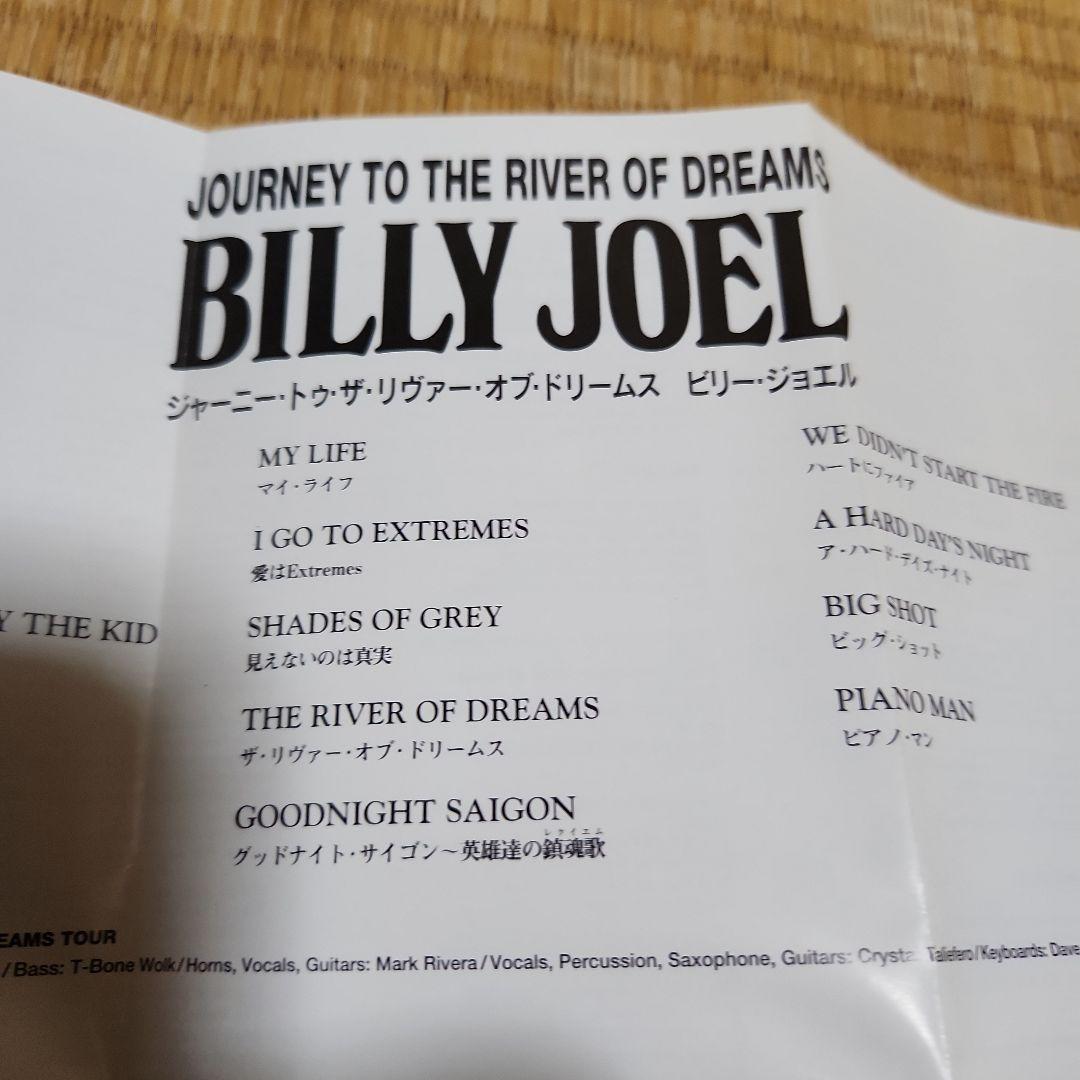 JOURNEY TO THE RIVER OF DREAMS
BILLY JOEL
ジャーニー・トゥ・ザ・リヴァー・オブ・ドリームス ビリー・ジョエル
Y THE KID
MY LIFE
マイ・ライフ
I GO TO EXTREMES
愛はExtremes
SHADES OF GREY
見えないのは真実
THE RIVER OF DREAMS
ザ・リヴァー・オブ・ドリームス
GOODNIGHT SAIGON
レクイエム
グッドナイト・サイゴン～英雄達の鎮魂歌
WE DIDN'T START THE FIRE
ハートにファイア
A HARD DAY'S NIGHT
ア・ハード・デイズ・ナイト
BIG SHOT
ビッグ・ショット
PIANO MAN
ピアノ・マン
EAMS TOUR
/Bass: T-Bone Wolk/Horns, Vocals, Guitars: Mark Rivera/Vocals, Percussion, Saxophone, Guitars: Crysta Taliefero/Keyboards: Dave